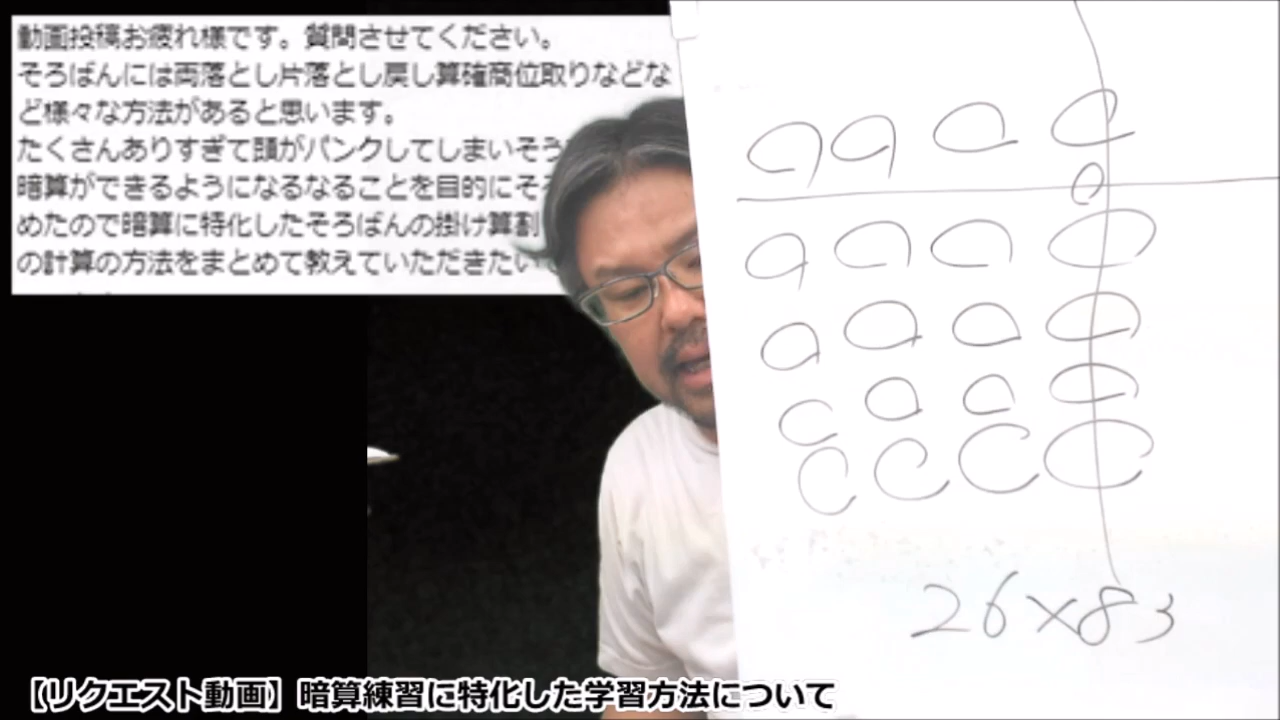 動画投稿お疲れ様です。質問させてください。
そろばんには両落とし片落とし戻し算確商位取りなどな
ど様々な方法があると思います。
たくさんありすぎて頭がパンクしてしまいそう
暗算ができるようになるなることを目的にそ
めたので暗算に特化したそろばんの掛け算割
の計算の方法をまとめて教えていただきたい
26×83
【リクエスト動画】暗算練習に特化した学習方法について